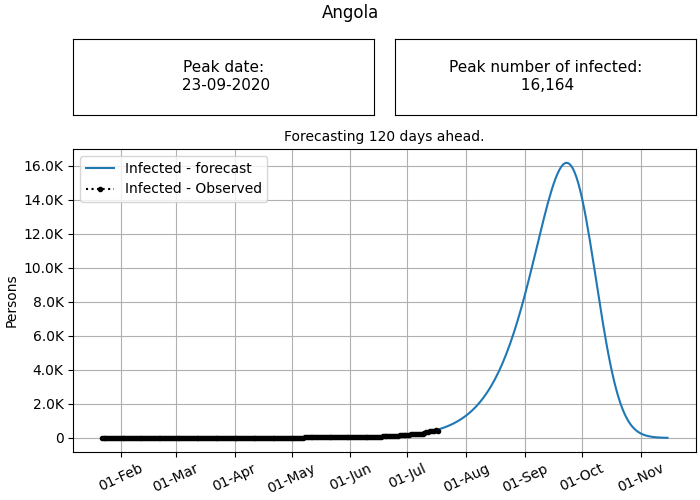 Angola
Peak date:
23-09-2020
Peak number of infected:
16,164
Forecasting 120 days ahead.
Infected - forecast
Infected - Observed
Persons
16.0K
14.0K
12.0K
10.0K
8.0K
6.0K
4.0K
2.0K
0
01-Feb
01-Mar
01-Apr
01-May
01-Jun
01-Jul
01-Aug
01-Sep
01-Oct
01-Nov